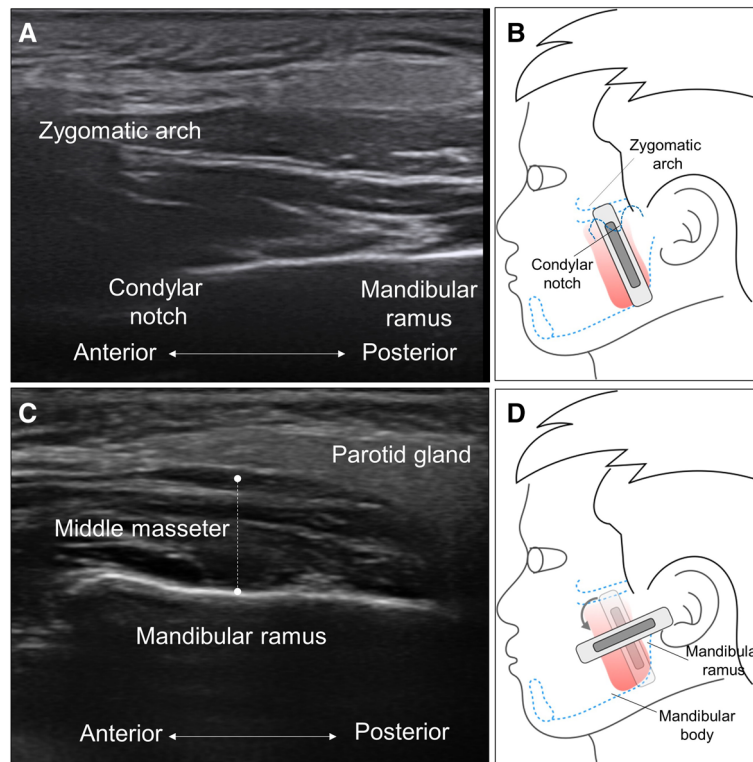 A
Zygomatic arch
Condylar
notch
Mandibular
ramus
Anterior
Posterior
B
Zygomatic
arch
Condylar
notch
C
Parotid gland
Middle masseter
Mandibular ramus
Anterior
Posterior
D
Mandibula
ramus
Mandibular
body